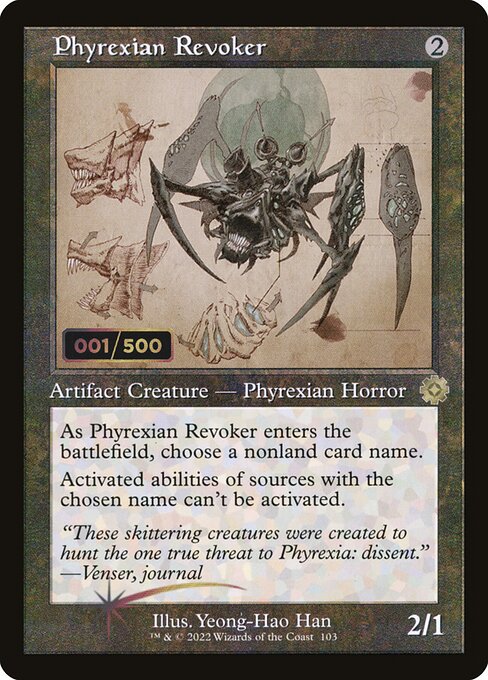 Phyrexian Revoker
2
001/500
Artifact Creature — Phyrexian Horror
As Phyrexian Revoker enters the
battlefield, choose a nonland card name.
Activated abilities of sources with the
chosen name can't be activated.
“These skittering creatures were created to
hunt the one true threat to Phyrexia: dissent.”
—Venser, journal
Illus. Yeong-Hao Han
™ & © 2022 Wizards of the Coast 103
2/1